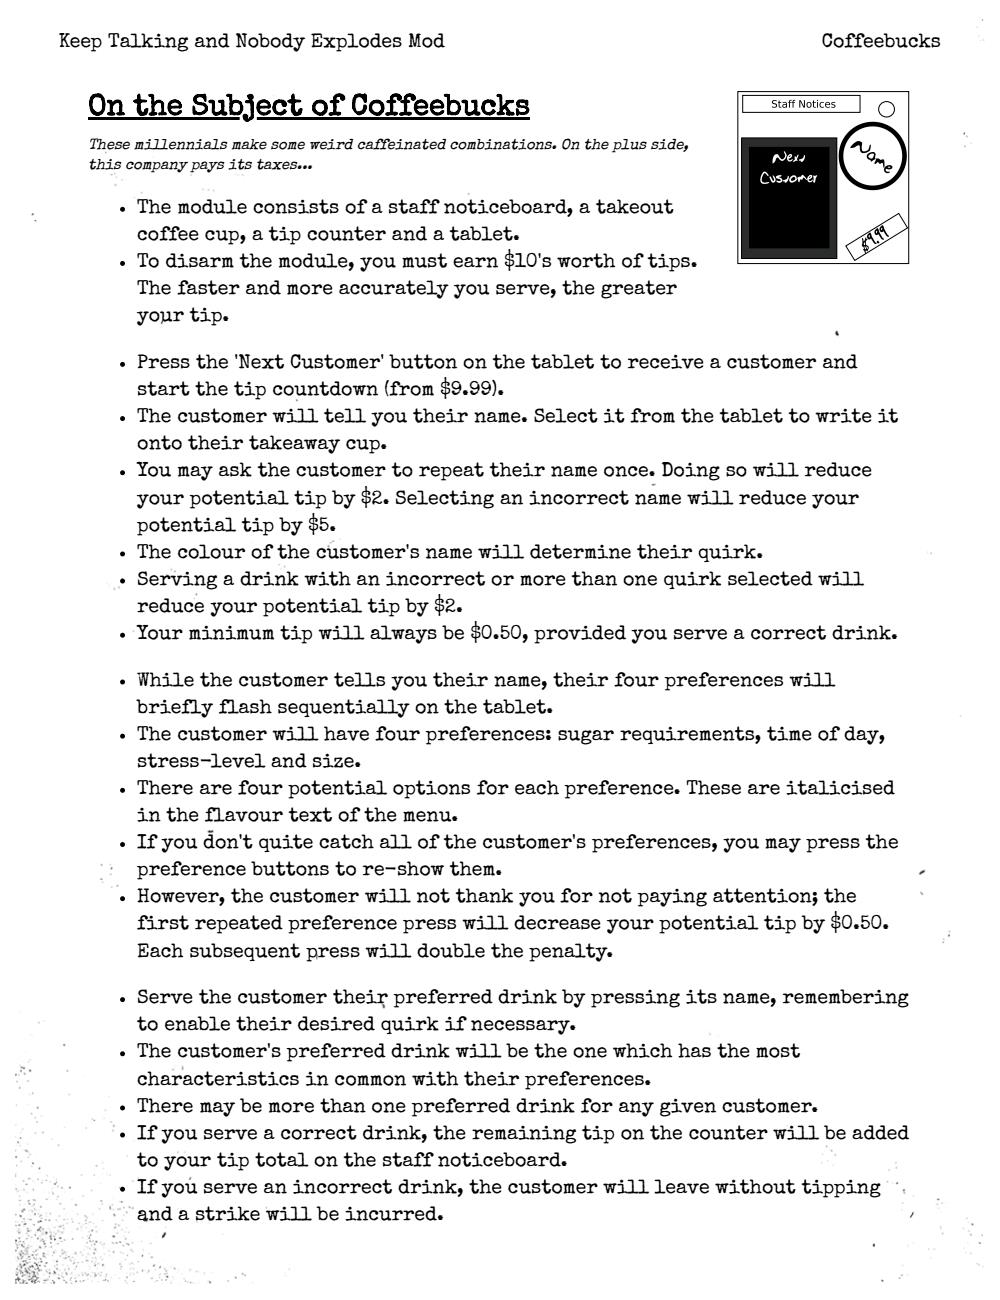 Keep Talking and Nobody Explodes Mod
Coffeebucks
On the Subject of Coffeebucks
These millennials make some weird caffeinated combinations. On the plus side,
this company pays its taxes...
Staff Notices
Next
Customer
Name
$9.99
• The module consists of a staff noticeboard, a takeout
coffee cup, a tip counter and a tablet.
• To disarm the module, you must earn $10's worth of tips.
The faster and more accurately you serve, the greater
your tip.
• Press the 'Next Customer' button on the tablet to receive a customer and
start the tip countdown (from $9.99).
• The customer will tell you their name. Select it from the tablet to write it
onto their takeaway cup.
• You may ask the customer to repeat their name once. Doing so will reduce
your potential tip by $2. Selecting an incorrect name will reduce your
potential tip by $5.
• The colour of the customer's name will determine their quirk.
• Serving a drink with an incorrect or more than one quirk selected will
reduce your potential tip by $2.
• Your minimum tip will always be $0.50, provided you serve a correct drink.
• While the customer tells you their name, their four preferences will
briefly flash sequentially on the tablet.
• The customer will have four preferences: sugar requirements, time of day,
stress-level and size.
• There are four potential options for each preference. These are italicised
in the flavour text of the menu.
• If you don't quite catch all of the customer's preferences, you may press the
preference buttons to re-show them.
• However, the customer will not thank you for not paying attention; the
first repeated preference press will decrease your potential tip by $0.50.
Each subsequent press will double the penalty.
• Serve the customer their preferred drink by pressing its name, remembering
to enable their desired quirk if necessary.
• The customer's preferred drink will be the one which has the most
characteristics in common with their preferences.
• There may be more than one preferred drink for any given customer.
• If you serve a correct drink, the remaining tip on the counter will be added
to your tip total on the staff noticeboard.
• If you serve an incorrect drink, the customer will leave without tipping
and a strike will be incurred.